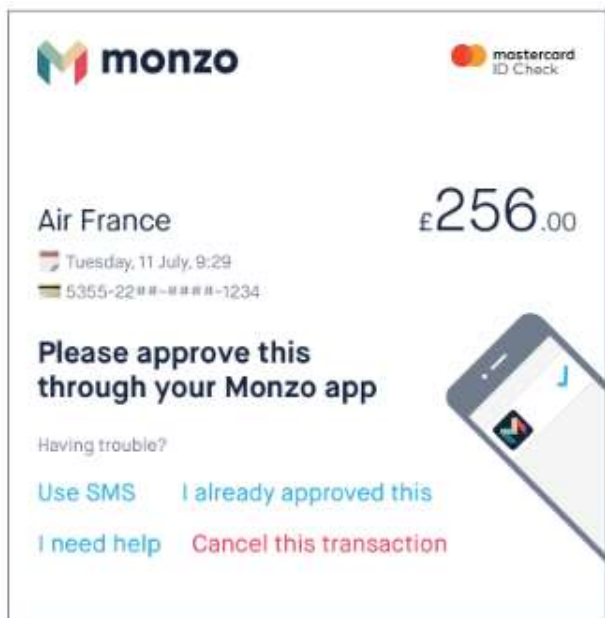 monzo
mastercard
ID Check
Air France
£256.00
Tuesday, 11 July, 9:29
5355-22##-####-1234
Please approve this
through your Monzo app
Having trouble?
Use SMS I already approved this
I need help Cancel this transaction